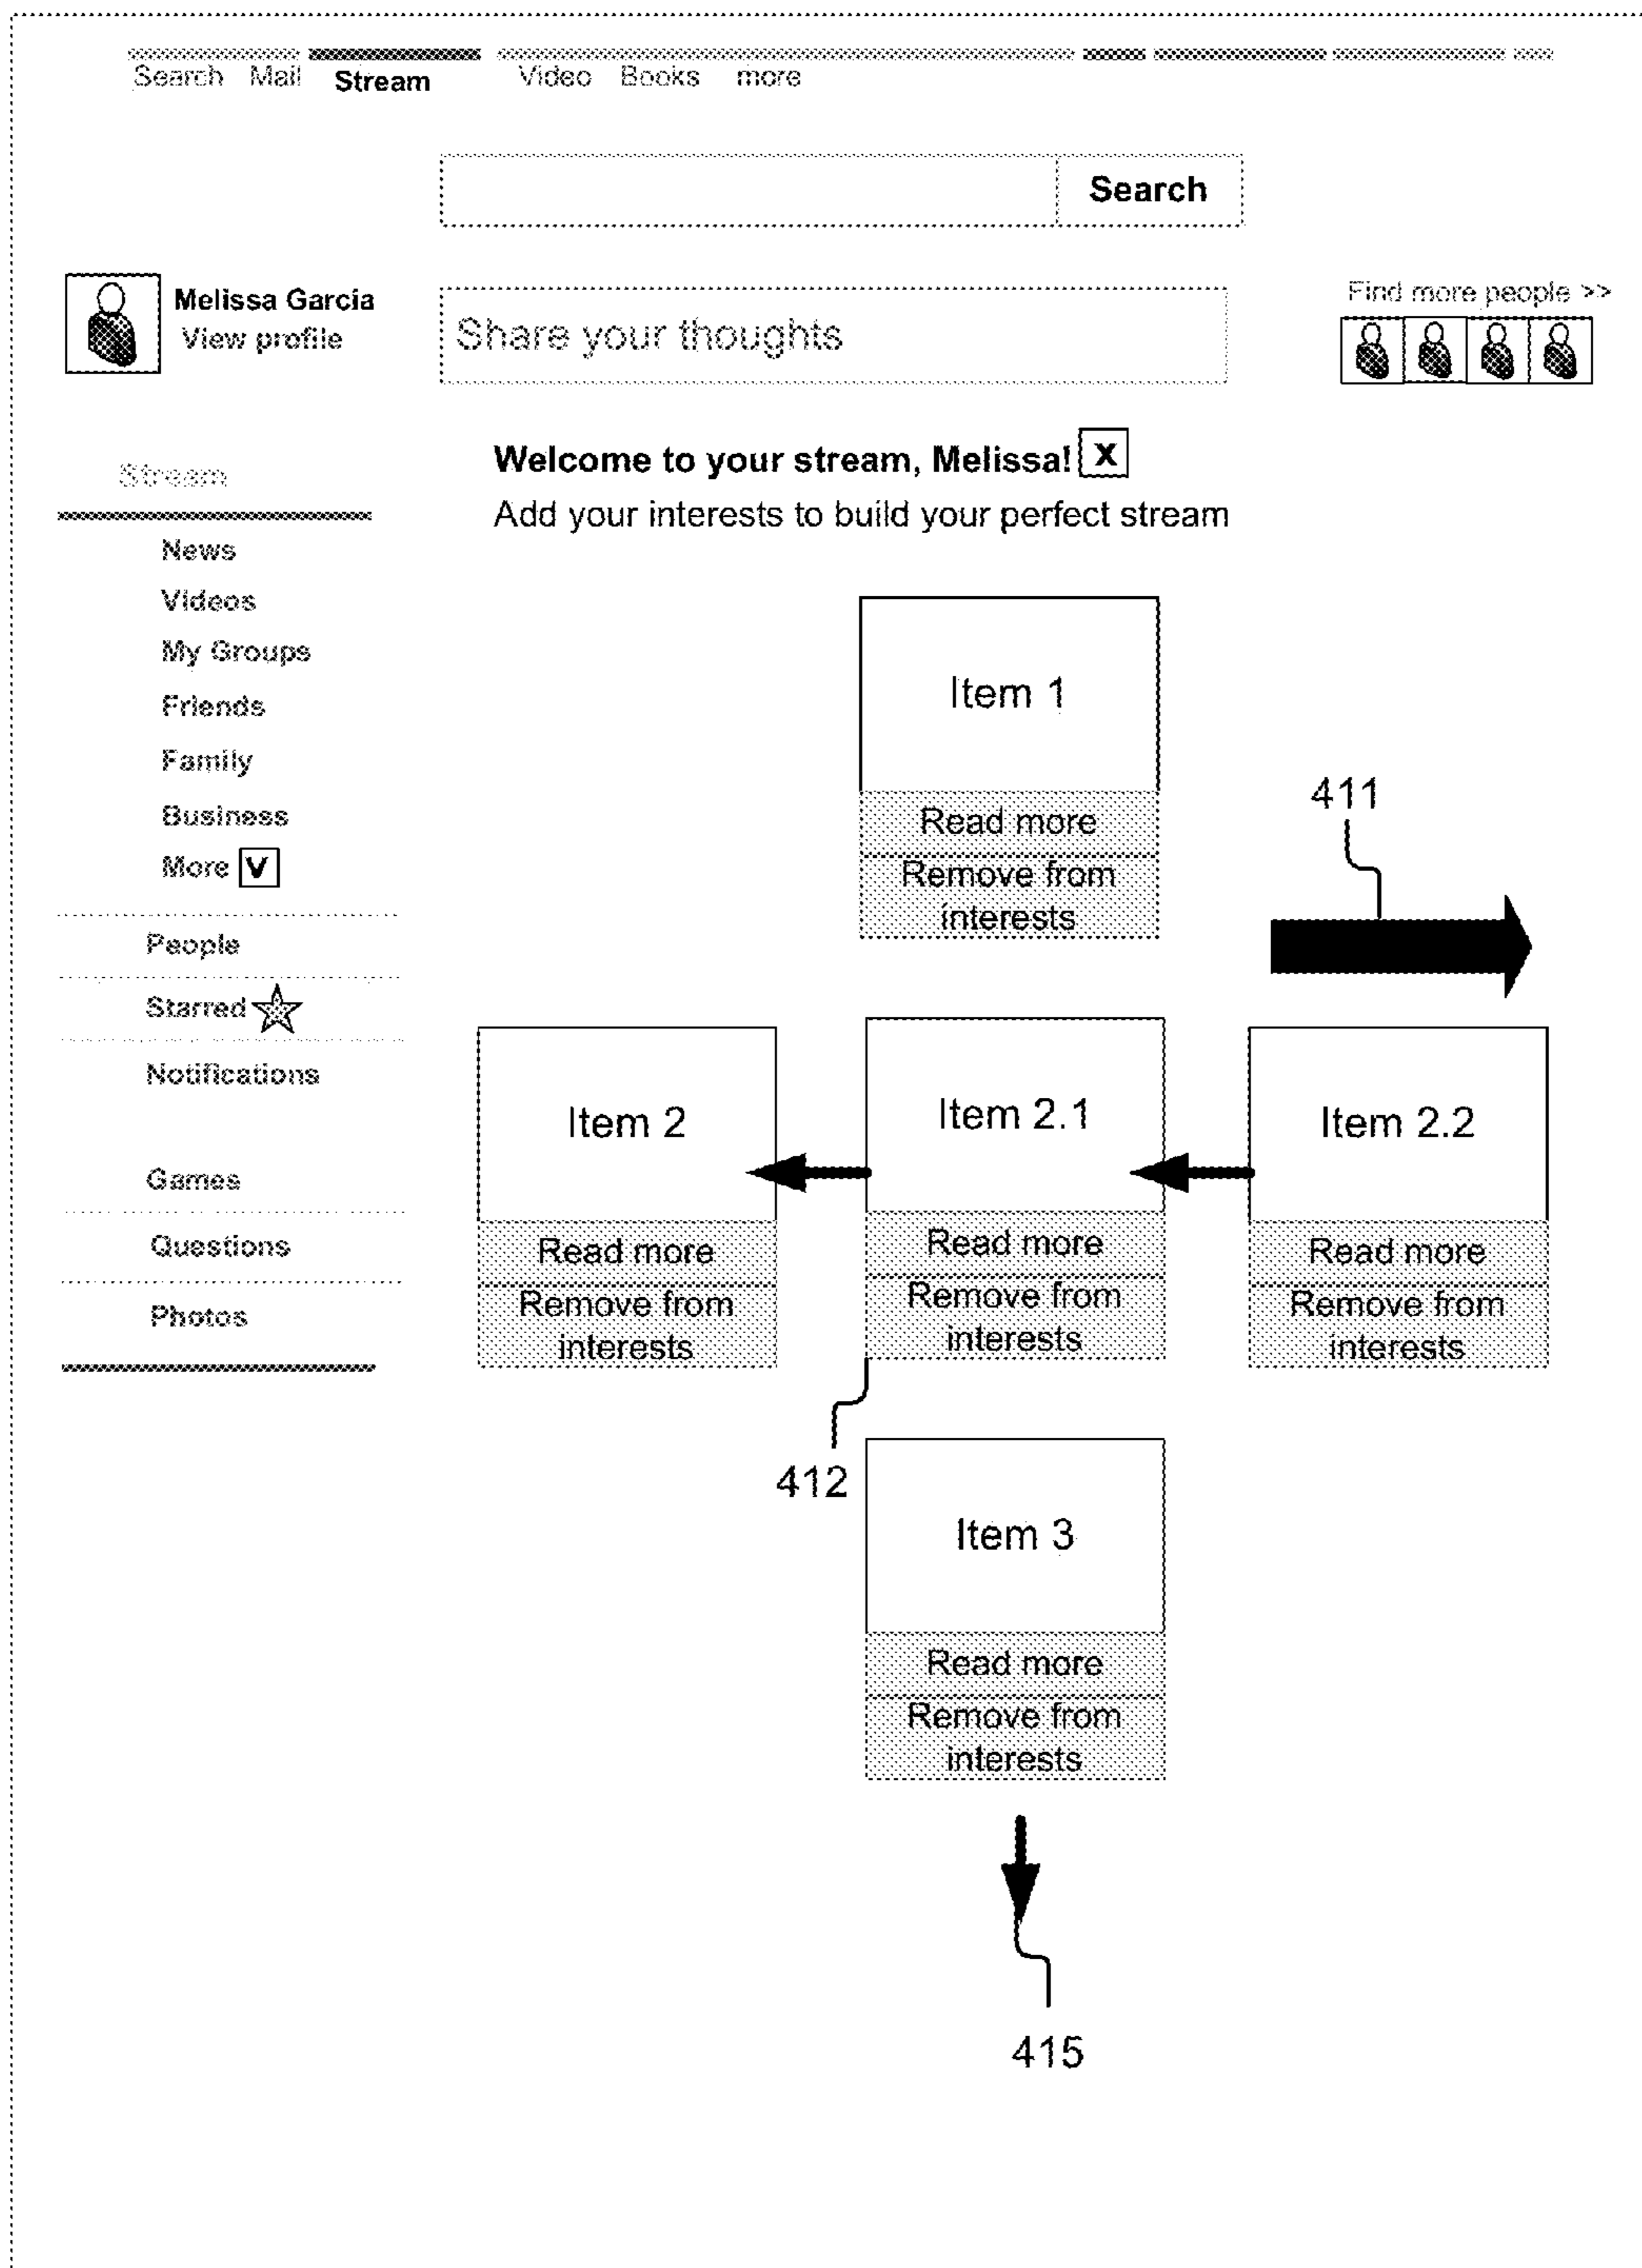 Search Mail Stream Video Books more
Search
Melissa Garcia
View profile
Share your thoughts
Find more people >>
Welcome to your stream, Melissa! X
Add your interests to build your perfect stream
Stream
News
Videos
My Groups
Friends
Family
Business
More V
People
Starred
Notifications
Games
Questions
Photos
Item 1
Read more
Remove from
interests
411
Item 2
Read more
Remove from
interests
Item 2.1
Read more
Remove from
interests
Item 2.2
Read more
Remove from
interests
412
Item 3
Read more
Remove from
interests
415